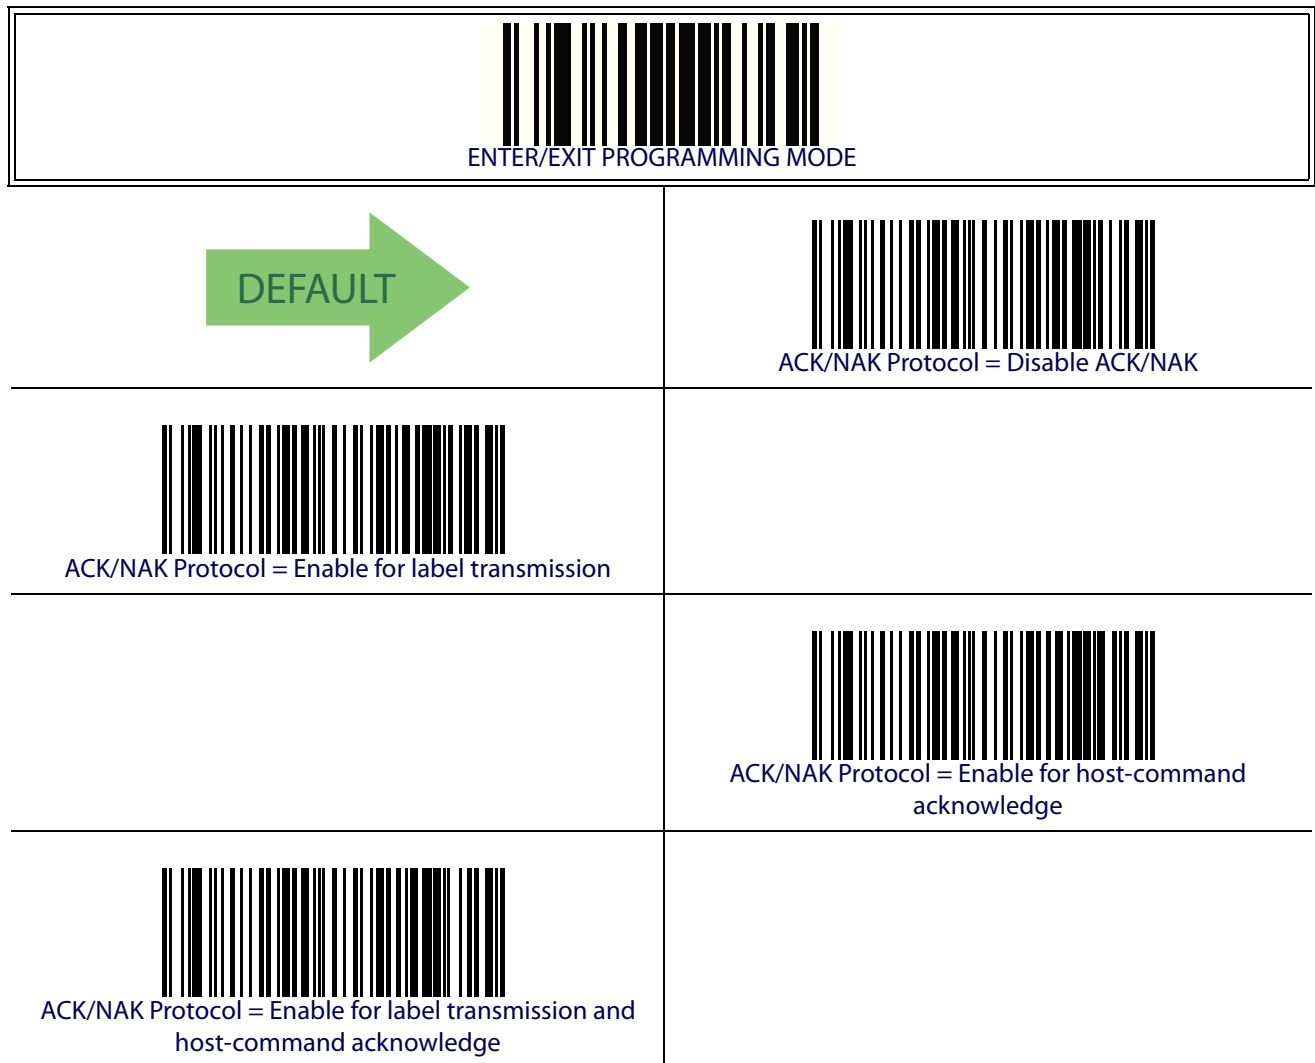 ENTER/EXIT PROGRAMMING MODE
DEFAULT
ACK/NAK Protocol = Disable ACK/NAK
ACK/NAK Protocol = Enable for label transmission
ACK/NAK Protocol = Enable for host-command
acknowledge
ACK/NAK Protocol = Enable for label transmission and
host-command acknowledge